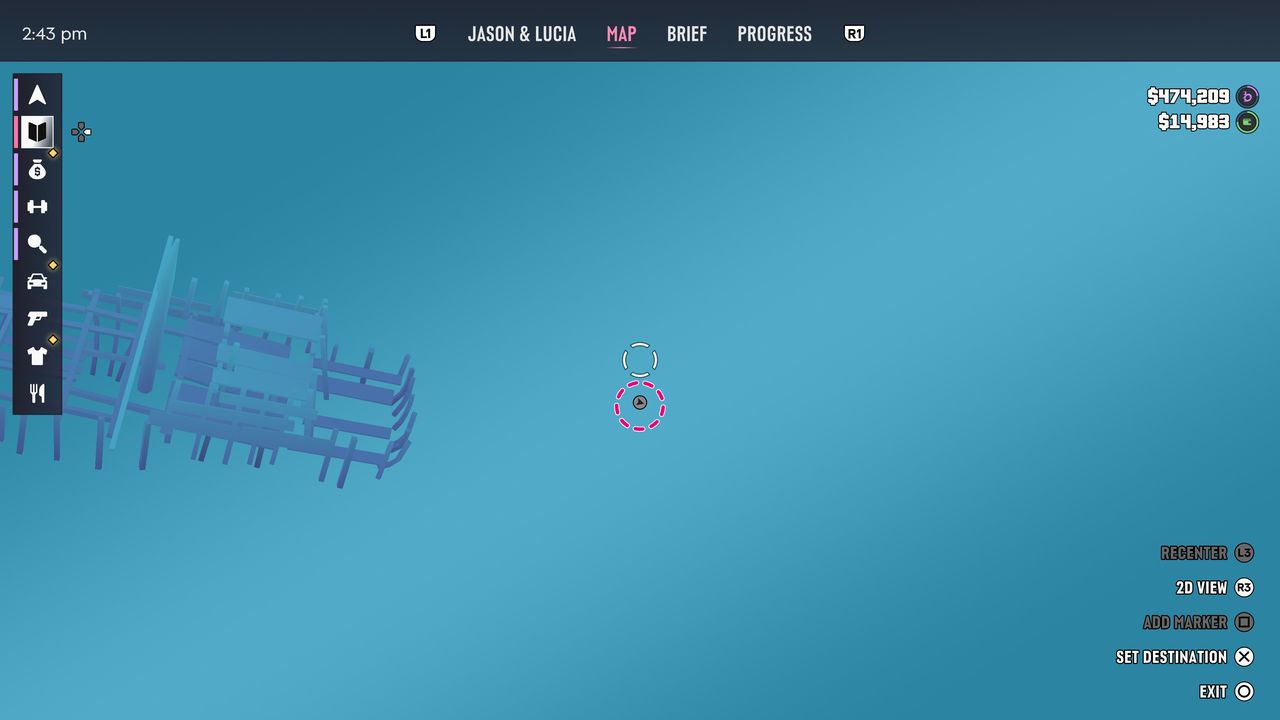 2:43 pm
L1 JASON & LUCIA MAP BRIEF PROGRESS R1
$474,209
$14,983
RECENTER L3
2D VIEW R3
ADD MARKER
SET DESTINATION
EXIT